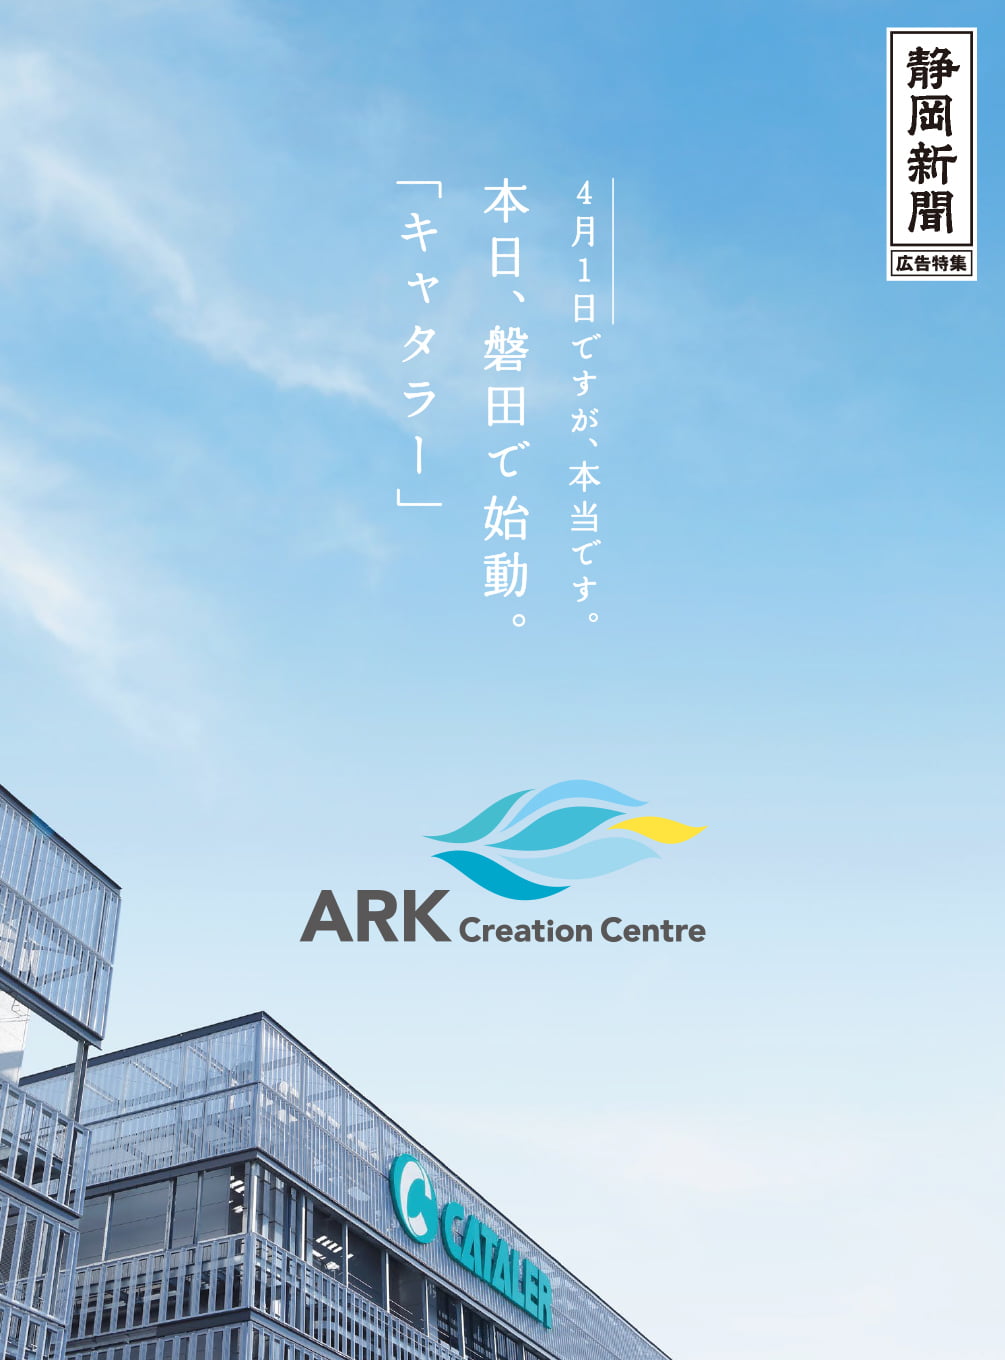 静岡新聞
広告特集
4月1日ですが、本当です。
本日、磐田で始動。
「キャタラー」
ARK Creation Centre
C CATALER